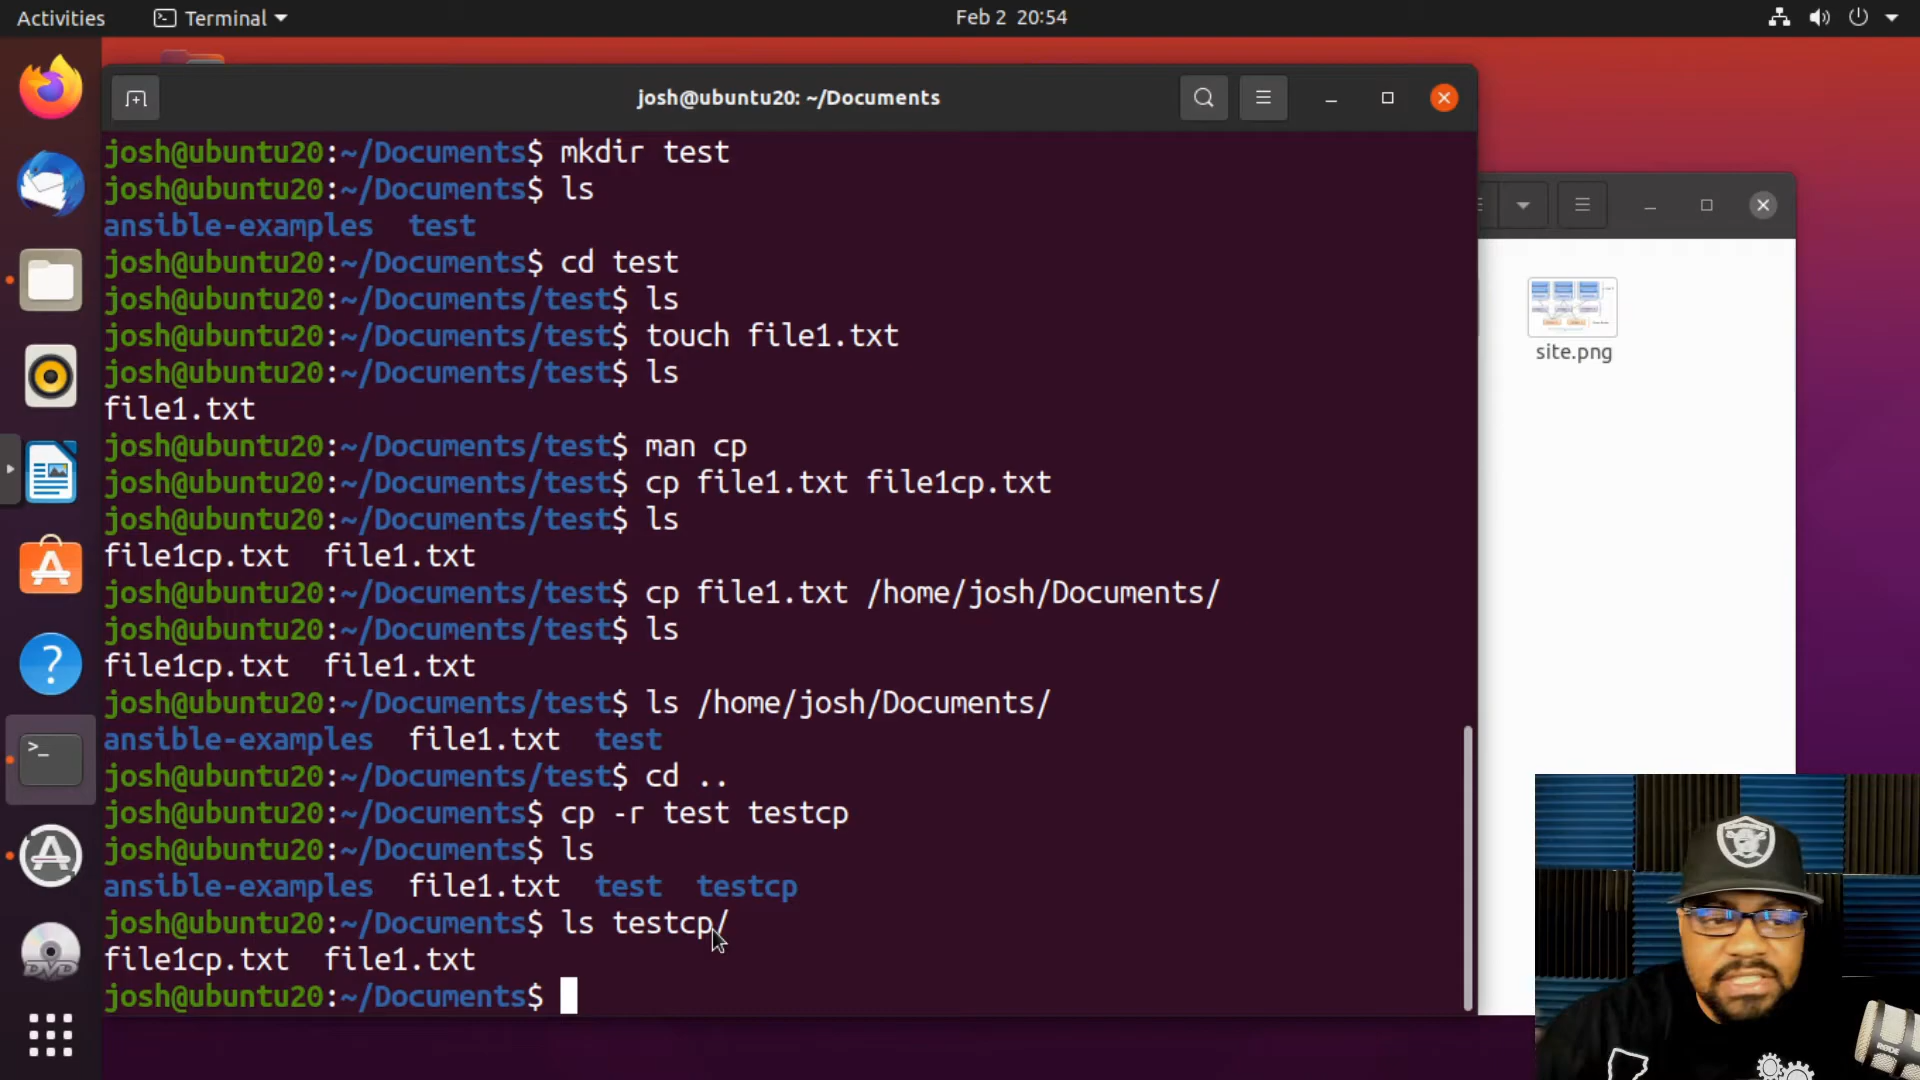 Activities Terminal Feb 2 20:54
josh@ubuntu20: ~/Documents
josh@ubuntu20:~/Documents$ mkdir test
josh@ubuntu20:~/Documents$ ls
ansible-examples test
josh@ubuntu20:~/Documents$ cd test
josh@ubuntu20:~/Documents/test$ ls
josh@ubuntu20:~/Documents/test$ touch file1.txt
josh@ubuntu20:~/Documents/test$ ls
file1.txt
josh@ubuntu20:~/Documents/test$ man cp
josh@ubuntu20:~/Documents/test$ cp file1.txt file1cp.txt
josh@ubuntu20:~/Documents/test$ ls
file1cp.txt file1.txt
josh@ubuntu20:~/Documents/test$ cp file1.txt /home/josh/Documents/
josh@ubuntu20:~/Documents/test$ ls
file1cp.txt file1.txt
josh@ubuntu20:~/Documents/test$ ls /home/josh/Documents/
ansible-examples file1.txt test
josh@ubuntu20:~/Documents/test$ cd ..
josh@ubuntu20:~/Documents$ cp -r test testcp
josh@ubuntu20:~/Documents$ ls
ansible-examples file1.txt test testcp
josh@ubuntu20:~/Documents$ ls testcp/
file1cp.txt file1.txt
josh@ubuntu20:~/Documents$
site.png
DVD
RØDE